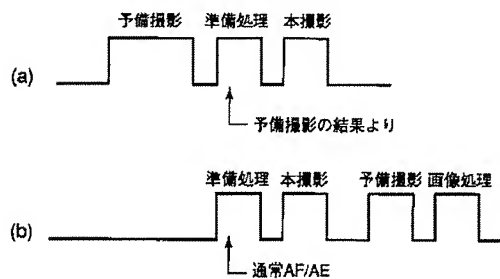 予備撮影 準備処理 本撮影
(a)
予備撮影の結果より
準備処理 本撮影 予備撮影 画像処理
(b)
通常AF/AE